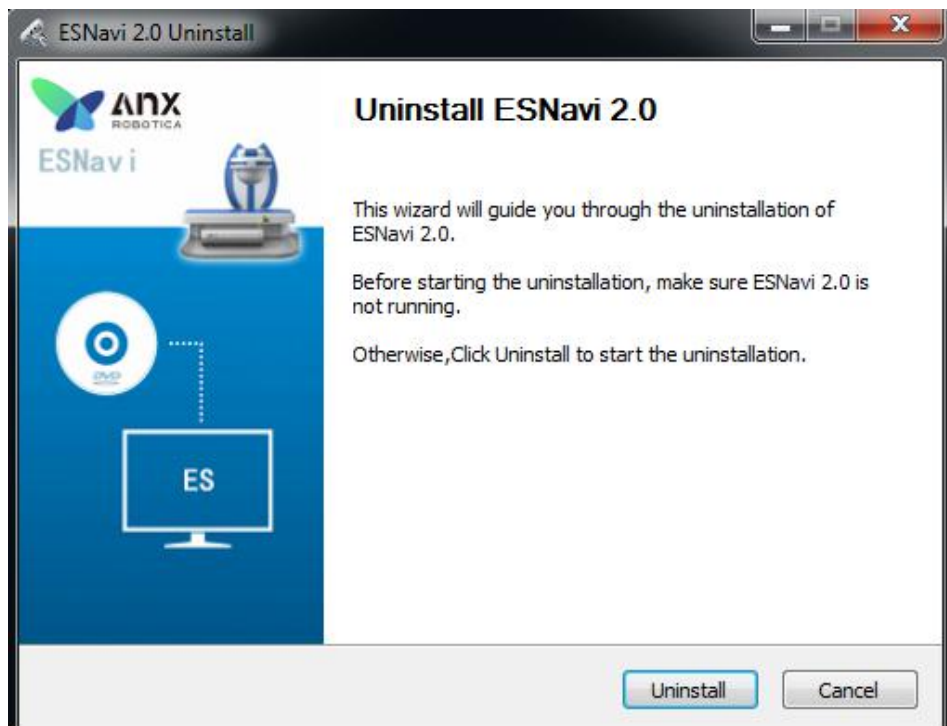 ESNavi 2.0 Uninstall
ANX
ROBOTICA
ESNavi
DVD
ES
Uninstall ESNavi 2.0
This wizard will guide you through the uninstallation of
ESNavi 2.0.
Before starting the uninstallation, make sure ESNavi 2.0 is
not running.
Otherwise,Click Uninstall to start the uninstallation.
Uninstall
Cancel